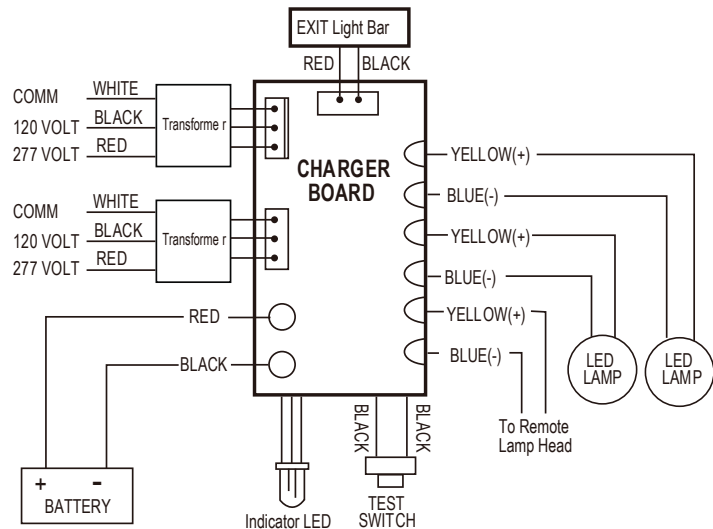 EXIT Light Bar
RED BLACK
COMM WHITE
120 VOLT BLACK
277 VOLT RED
Transforme r
COMM WHITE
120 VOLT BLACK
277 VOLT RED
Transforme r
CHARGER
BOARD
YELLOW(+)
BLUE(-)
YELLOW(+)
BLUE(-)
YELLOW(+)
BLUE(-)
RED
BLACK
LED
LAMP
LED
LAMP
To Remote
Lamp Head
BLACK
BLACK
+ -
BATTERY
Indicator LED
TEST
SWITCH